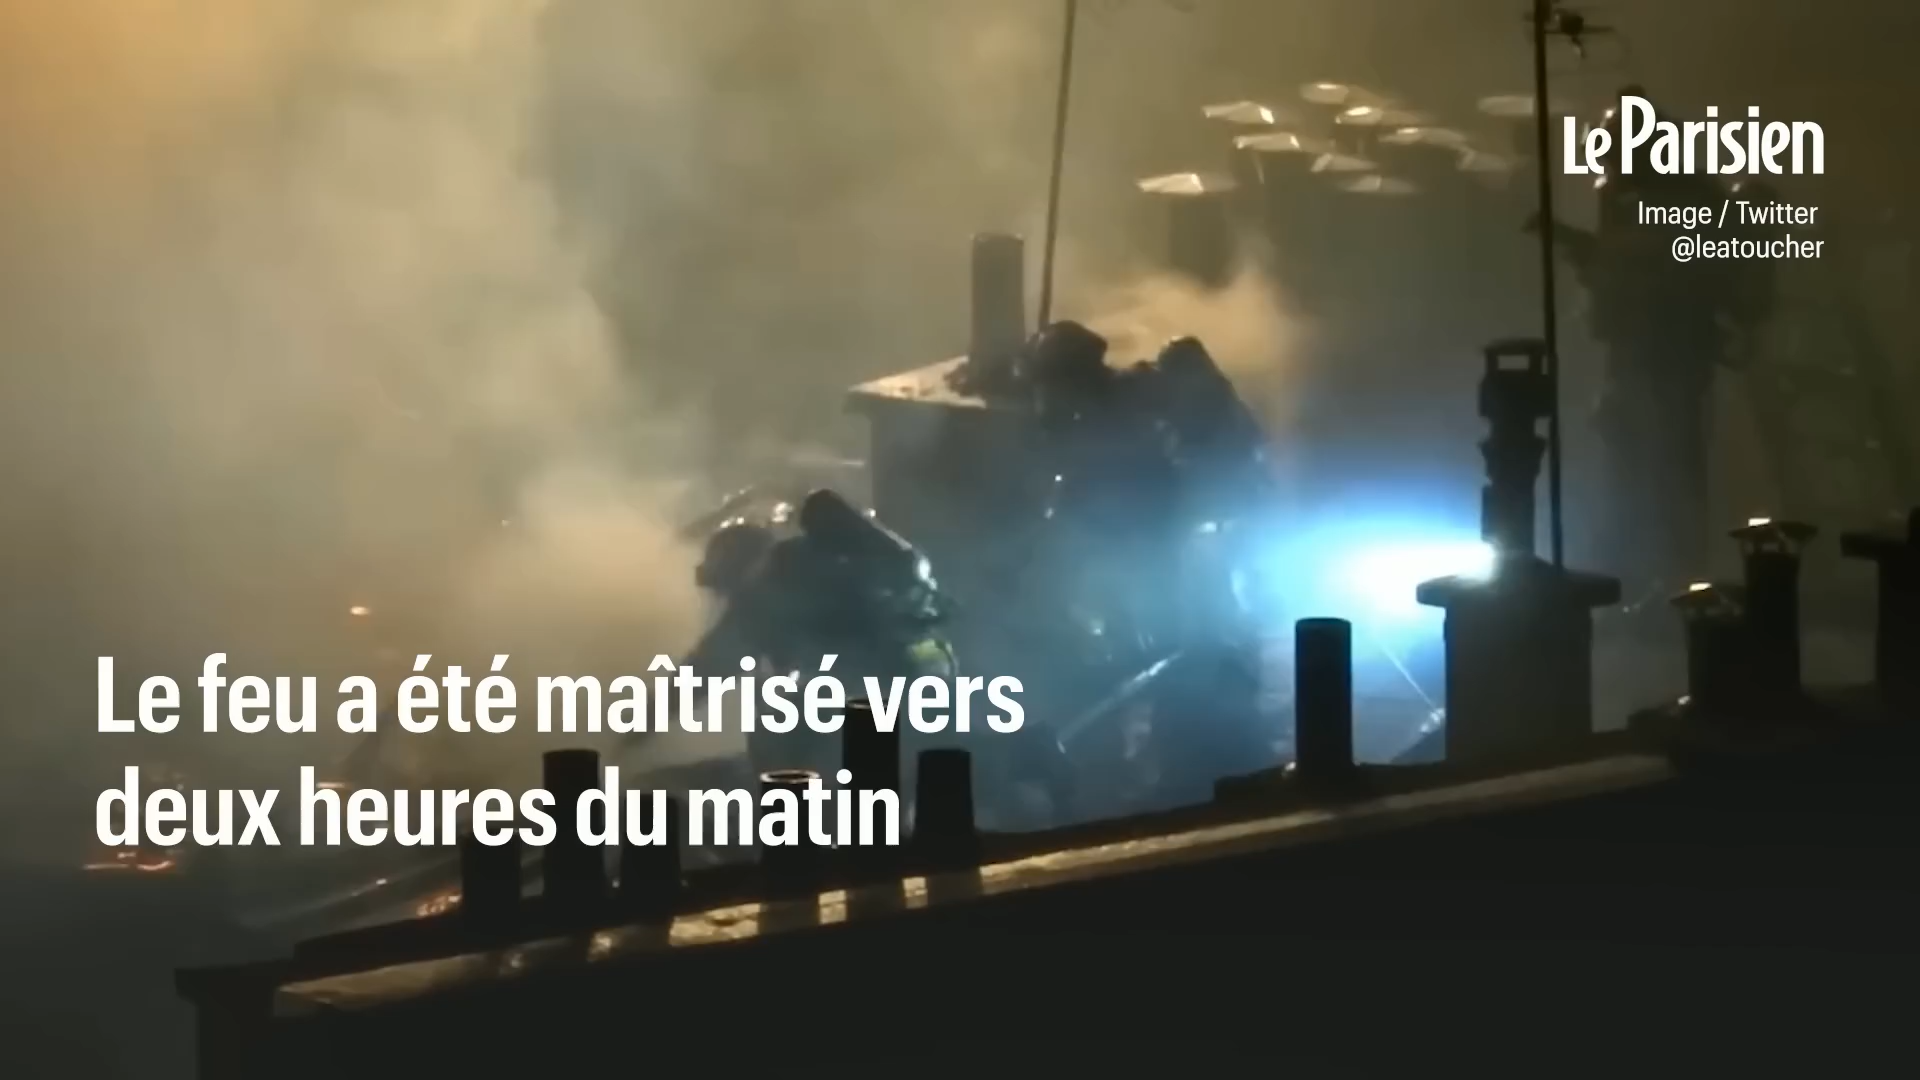 Le Parisien
Image / Twitter
@leatoucher
Le feu a été maîtrisé vers
deux heures du matin